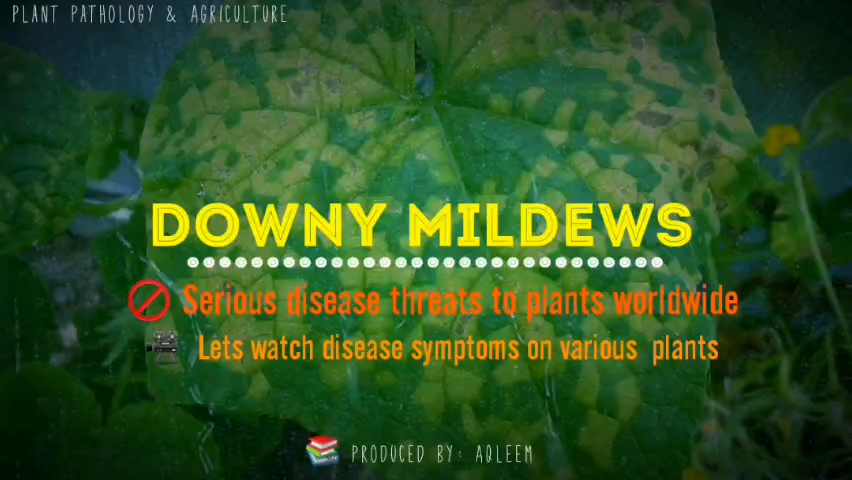 PLANT PATHOLOGY & AGRICULTURE
DOWNY MILDEWS
Serious disease threats to plants worldwide
Lets watch disease symptoms on various plants
PRODUCED BY: AQLEEM